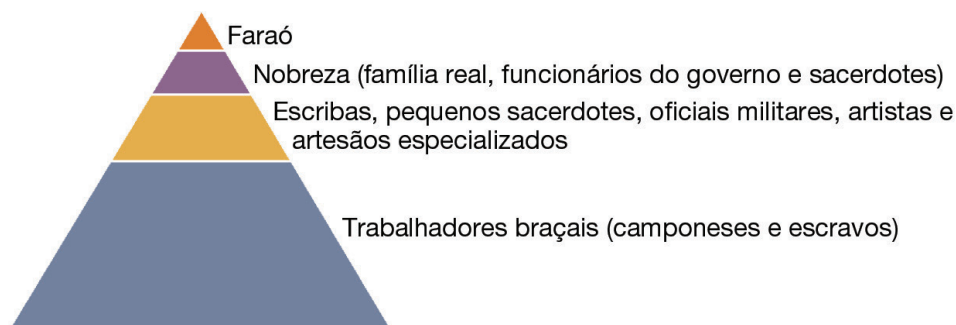 Faraó
Nobreza (família real, funcionários do governo e sacerdotes)
Escribas, pequenos sacerdotes, oficiais militares, artistas e
artesãos especializados
Trabalhadores braçais (camponeses e escravos)